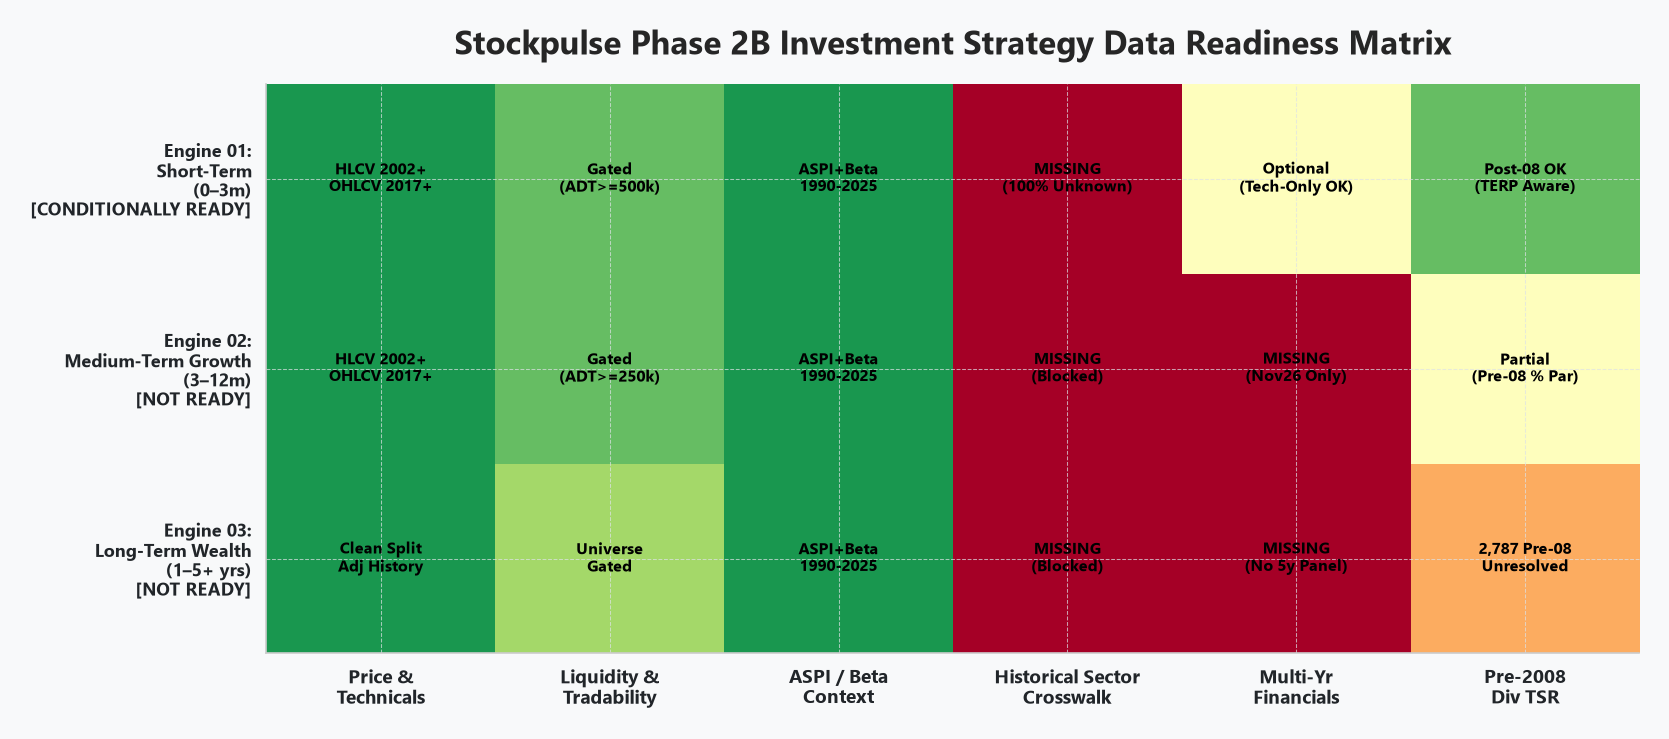 Stockpulse Phase 2B Investment Strategy Data Readiness Matrix
Engine 01:
Short-Term
(0–3m)
[CONDITIONALLY READY]
HLCV 2002+
OHLCV 2017+
Gated
(ADT>=500k)
ASPI+Beta
1990-2025
MISSING
(100% Unknown)
Optional
(Tech-Only OK)
Post-08 OK
(TERP Aware)
Engine 02:
Medium-Term Growth
(3–12m)
[NOT READY]
HLCV 2002+
OHLCV 2017+
Gated
(ADT>=250k)
ASPI+Beta
1990-2025
MISSING
(Blocked)
MISSING
(Nov26 Only)
Partial
(Pre-08 % Par)
Engine 03:
Long-Term Wealth
(1–5+ yrs)
[NOT READY]
Clean Split
Adj History
Universe
Gated
ASPI+Beta
1990-2025
MISSING
(Blocked)
MISSING
(No 5y Panel)
2,787 Pre-08
Unresolved
Price &
Technicals
Liquidity &
Tradability
ASPI / Beta
Context
Historical Sector
Crosswalk
Multi-Yr
Financials
Pre-2008
Div TSR